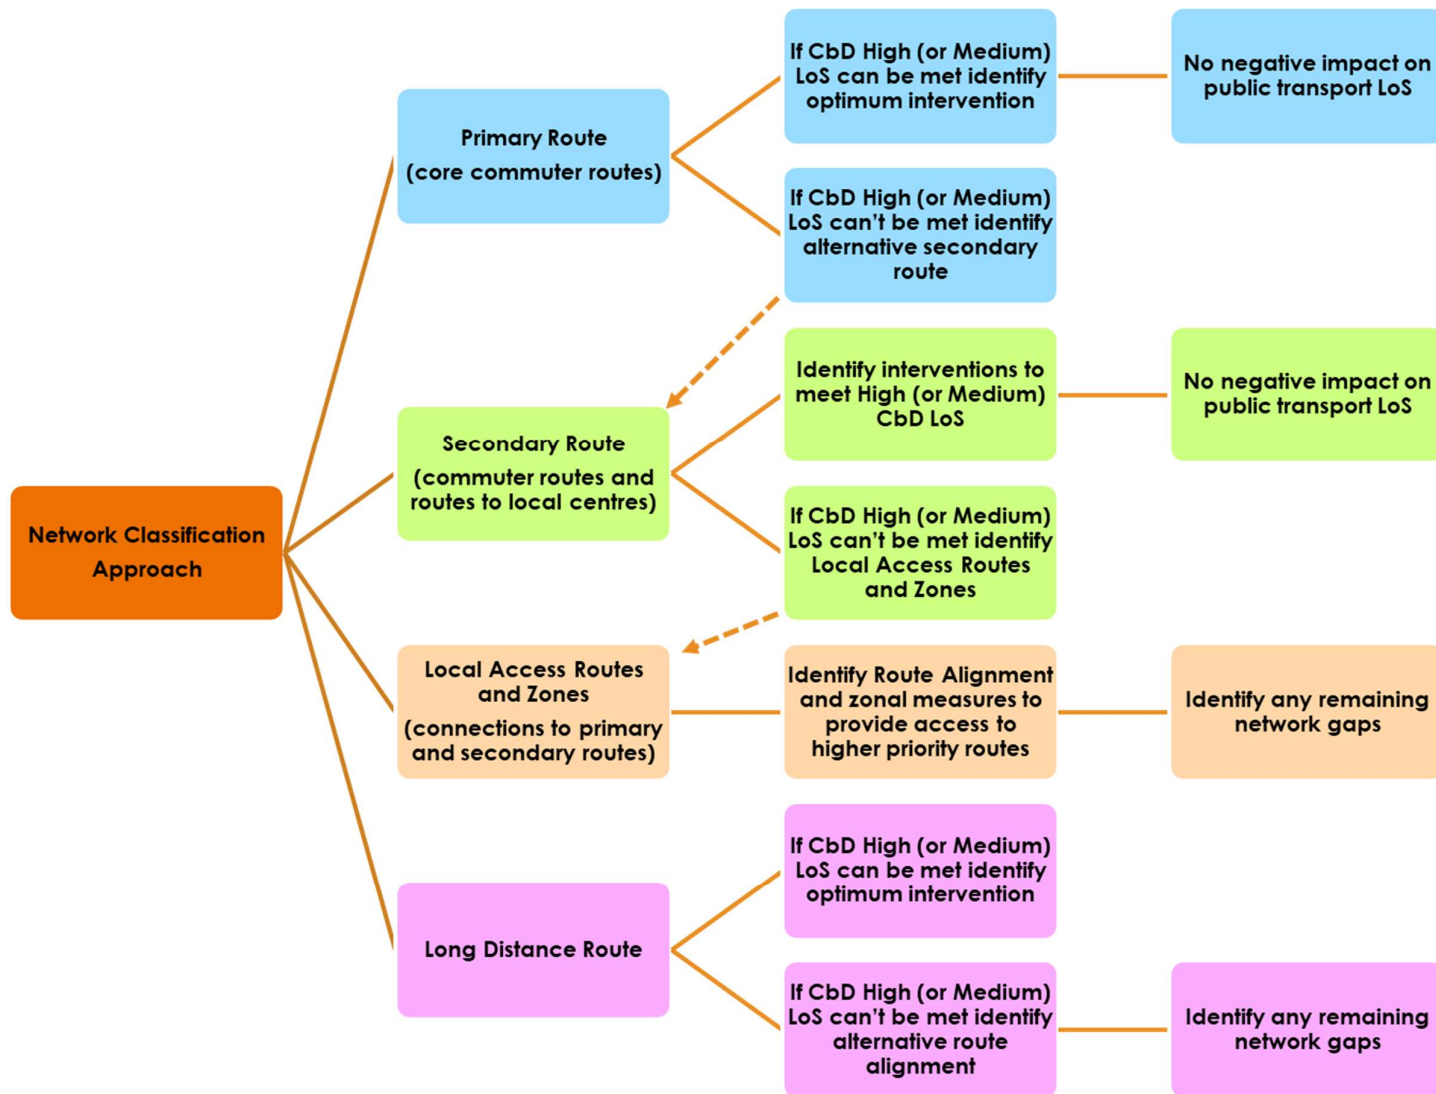 Network Classification
Approach
Primary Route
(core commuter routes)
If CbD High (or Medium)
LoS can be met identify
optimum intervention
No negative impact on
public transport LoS
If CbD High (or Medium)
LoS can't be met identify
alternative secondary
route
Secondary Route
(commuter routes and
routes to local centres)
Identify interventions to
meet High (or Medium)
CbD LoS
No negative impact on
public transport LoS
If CbD High (or Medium)
LoS can't be met identify
Local Access Routes
and Zones
Local Access Routes
and Zones
(connections to primary
and secondary routes)
Identify Route Alignment
and zonal measures to
provide access to
higher priority routes
Identify any remaining
network gaps
Long Distance Route
If CbD High (or Medium)
LoS can be met identify
optimum intervention
If CbD High (or Medium)
LoS can't be met identify
alternative route
alignment
Identify any remaining
network gaps